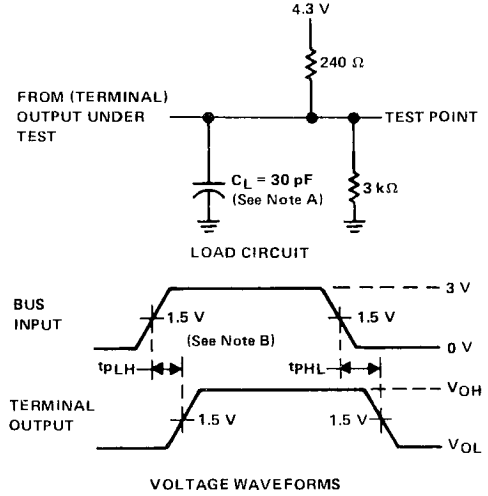 4.3 V
240 Ω
FROM (TERMINAL)
OUTPUT UNDER
TEST
TEST POINT
CL = 30 pF
(See Note A)
3 kΩ
LOAD CIRCUIT
BUS
INPUT
3 V
1.5 V
1.5 V
(See Note B)
0 V
tPLH
tPHL
TERMINAL
OUTPUT
VOH
1.5 V
1.5 V
VOL
VOLTAGE WAVEFORMS